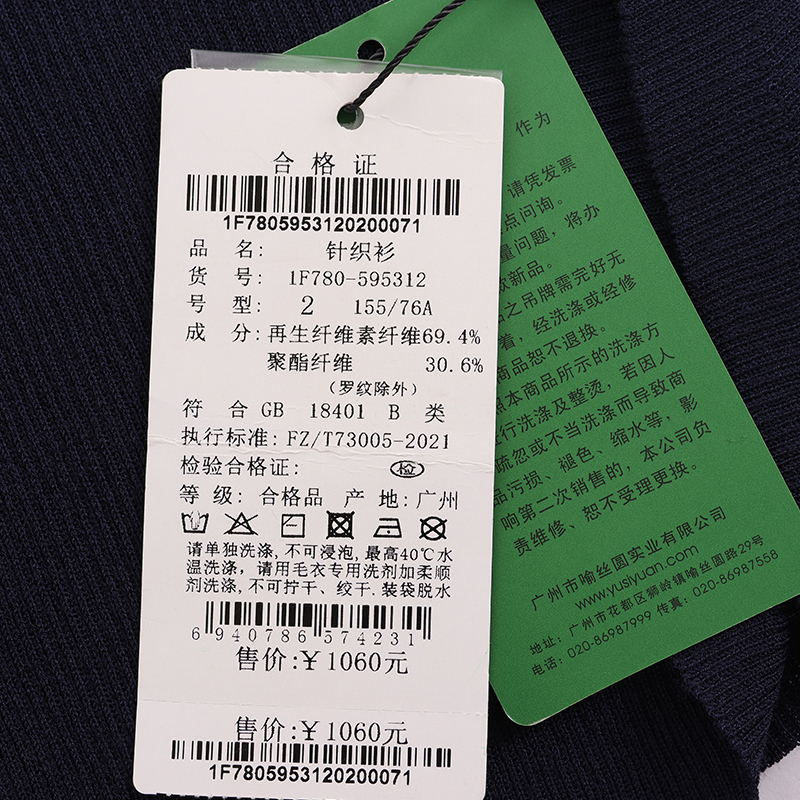 合格证
1F7805953120200071
品 名: 针织衫
货 号: 1F780-595312
号 型: 2 155/76A
成 分: 再生纤维素纤维69.4%
聚酯纤维 30.6%
(罗纹除外)
符 合 GB 18401 B 类
执行标准: FZ/T73005-2021
检验合格证: 检
等 级: 合格品 产 地: 广州
请单独洗涤,不可浸泡,最高40℃水
温洗涤,请用毛衣专用洗剂加柔顺
剂洗涤,不可拧干、绞干.装袋脱水
6 940786 574231
售价:¥1060元
售价:¥1060元
1F7805953120200071
作为
请凭发票
点问询。
量问题,将办
新品。
之吊牌需完好无
着,经洗涤或经修
商品恕不退换。
本商品所示的洗涤方
行洗涤及整烫,若因人
疏忽或不当洗涤而导致商
品污损、褪色、缩水等,影
响第二次销售的,本公司负
责维修、恕不受理更换。
广州市喻丝圆实业有限公司
www.yusiyuan.com
地址:广州市花都区狮岭镇喻丝圆路29号
电话:020-86987999 传真:020-86987558